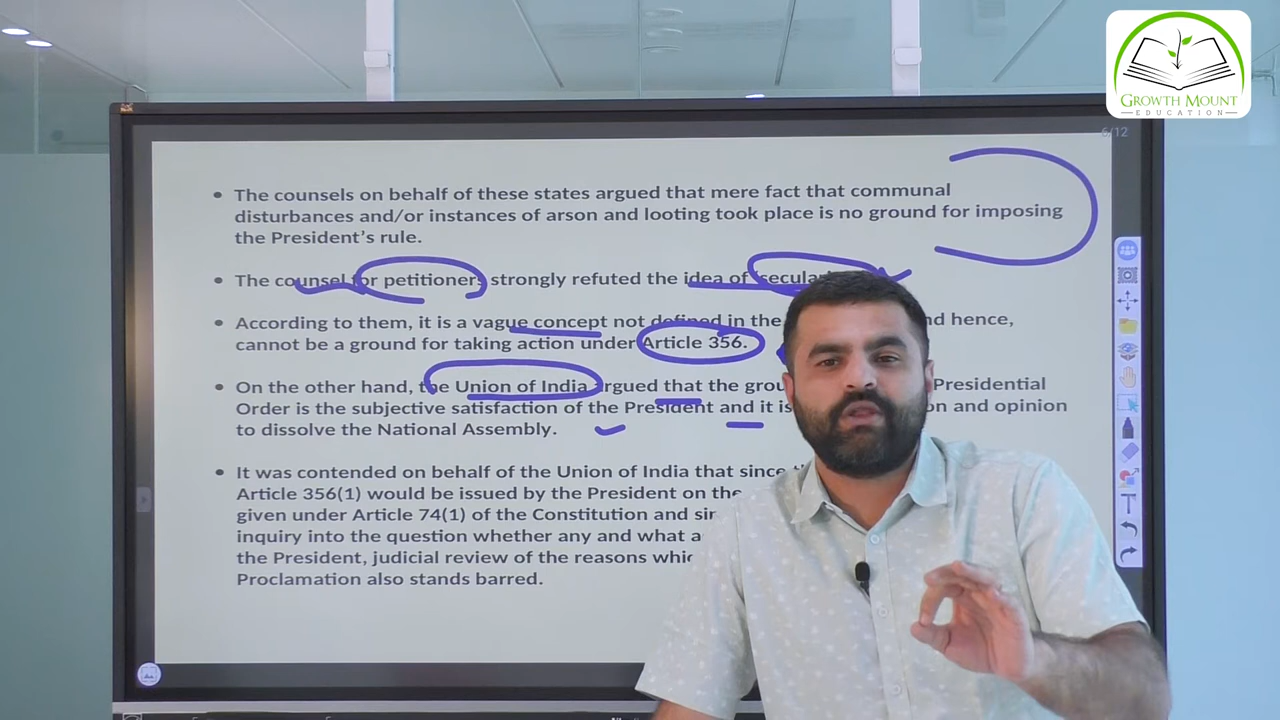 GROWTH MOUNT
EDUCATION
6/12
• The counsels on behalf of these states argued that mere fact that communal
disturbances and/or instances of arson and looting took place is no ground for imposing
the President's rule.
• The counsel for petitioners strongly refuted the idea of
• According to them, it is a vague concept not defined in the hence,
cannot be a ground for taking action under Article 356.
• On the other hand, the Union of India argued that the Presidential
Order is the subjective satisfaction of the President and it is and opinion
to dissolve the National Assembly.
• It was contended on behalf of the Union of India that since
Article 356(1) would be issued by the President on the
given under Article 74(1) of the Constitution and
inquiry into the question whether any and what
the President, judicial review of the reasons
Proclamation also stands barred.
T